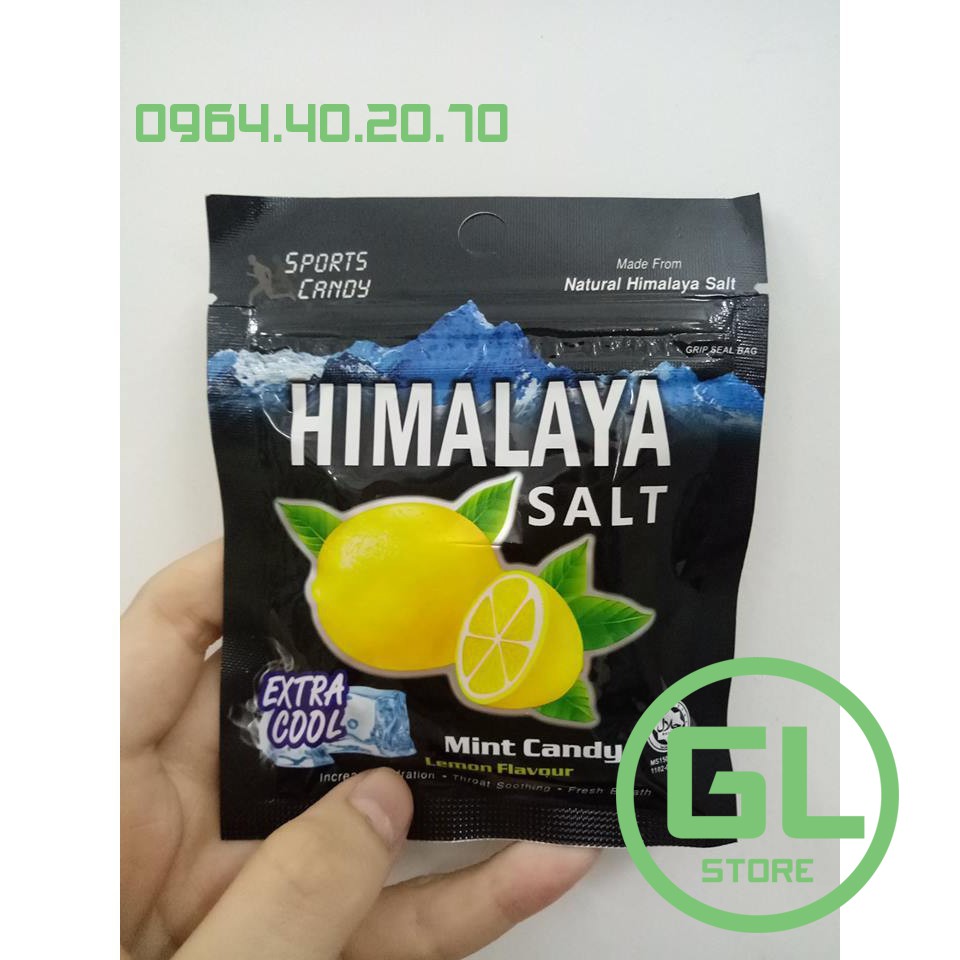 0964.40.20.70
SPORTS
CANDY
Made From
Natural Himalaya Salt
GRIP SEAL BAG
HIMALAYA
SALT
EXTRA
COOL
Mint Candy
Lemon Flavour
Throat Soothing • Fresh
GL
STORE